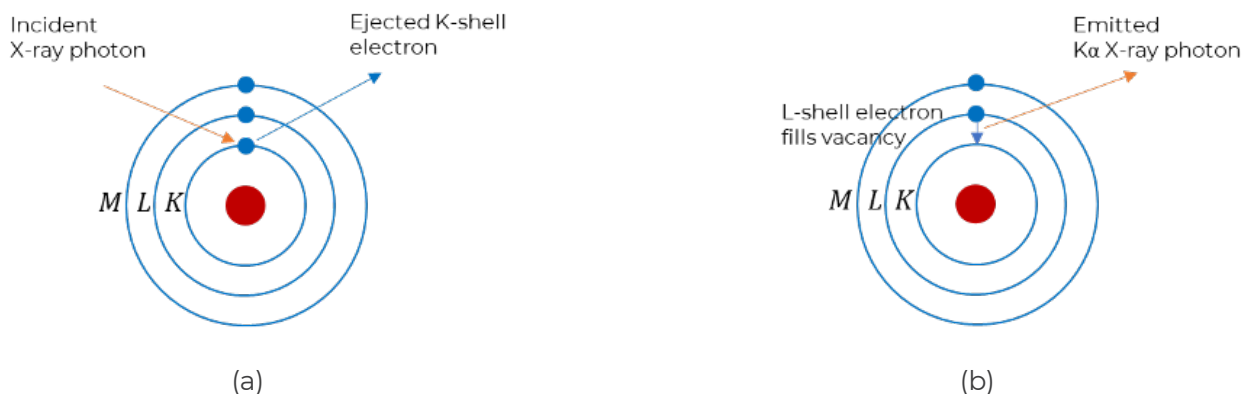 Incident
X-ray photon
Ejected K-shell
electron
M L K
(a)
Emitted
Kα X-ray photon
L-shell electron
fills vacancy
M L K
(b)